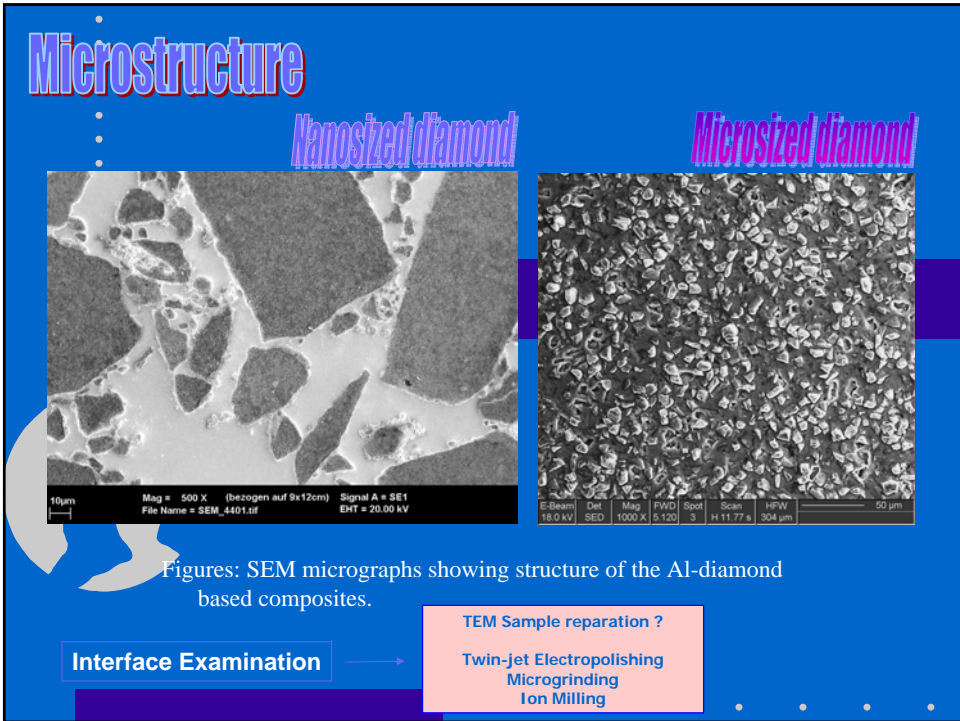 Microstructure
Nanosized diamond
Microsized diamond
10µm
Mag = 500 X (bezogen auf 9x12cm) Signal A = SE1
File Name = SEM_4401.tif EHT = 20.00 kV
E-Beam Det Mag FWD Spot Scan HFW 50 µm
18.0 kV SED 1000 X 5.120 3 H 11.77 s 304 µm
Figures: SEM micrographs showing structure of the Al-diamond
based composites.
Interface Examination
TEM Sample reparation ?
Twin-jet Electropolishing
Microgrinding
Ion Milling